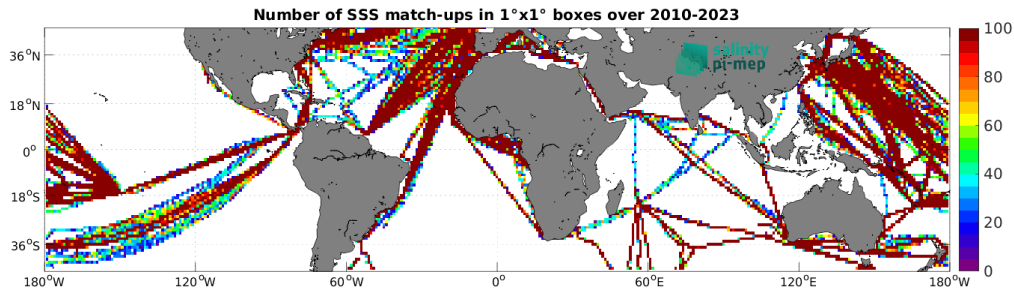 Number of SSS match-ups in 1°x1° boxes over 2010-2023
salinity
pi-mep
36°N
18°N
0°
18°S
36°S
180°W
120°W
60°W
0°
60°E
120°E
180°W
100
80
60
40
20
0